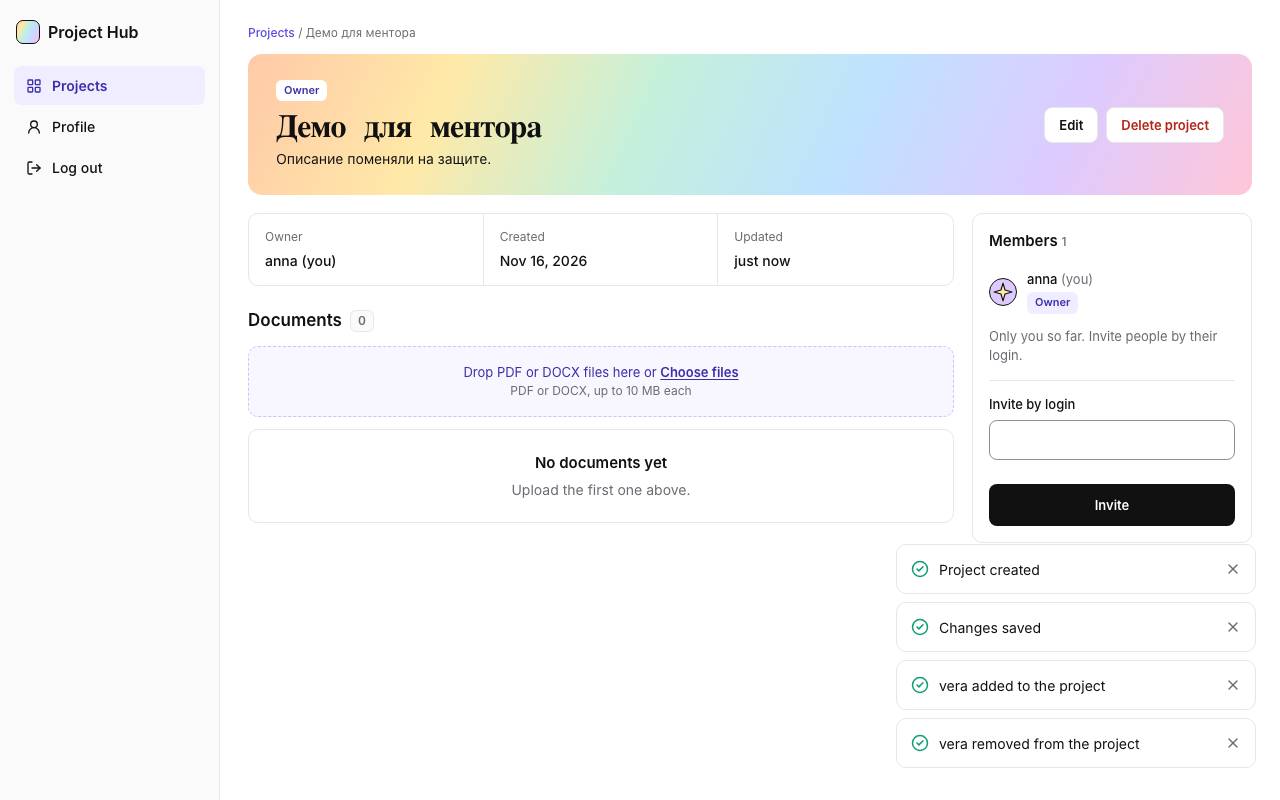 Project Hub
Projects
Profile
Log out
Projects / Демо для ментора
Owner
Демо для ментора
Описание поменяли на защите.
Edit
Delete project
Owner
anna (you)
Created
Nov 16, 2026
Updated
just now
Documents 0
Drop PDF or DOCX files here or Choose files
PDF or DOCX, up to 10 MB each
No documents yet
Upload the first one above.
Members 1
anna (you)
Owner
Only you so far. Invite people by their
login.
Invite by login
Invite
Project created
Changes saved
vera added to the project
vera removed from the project